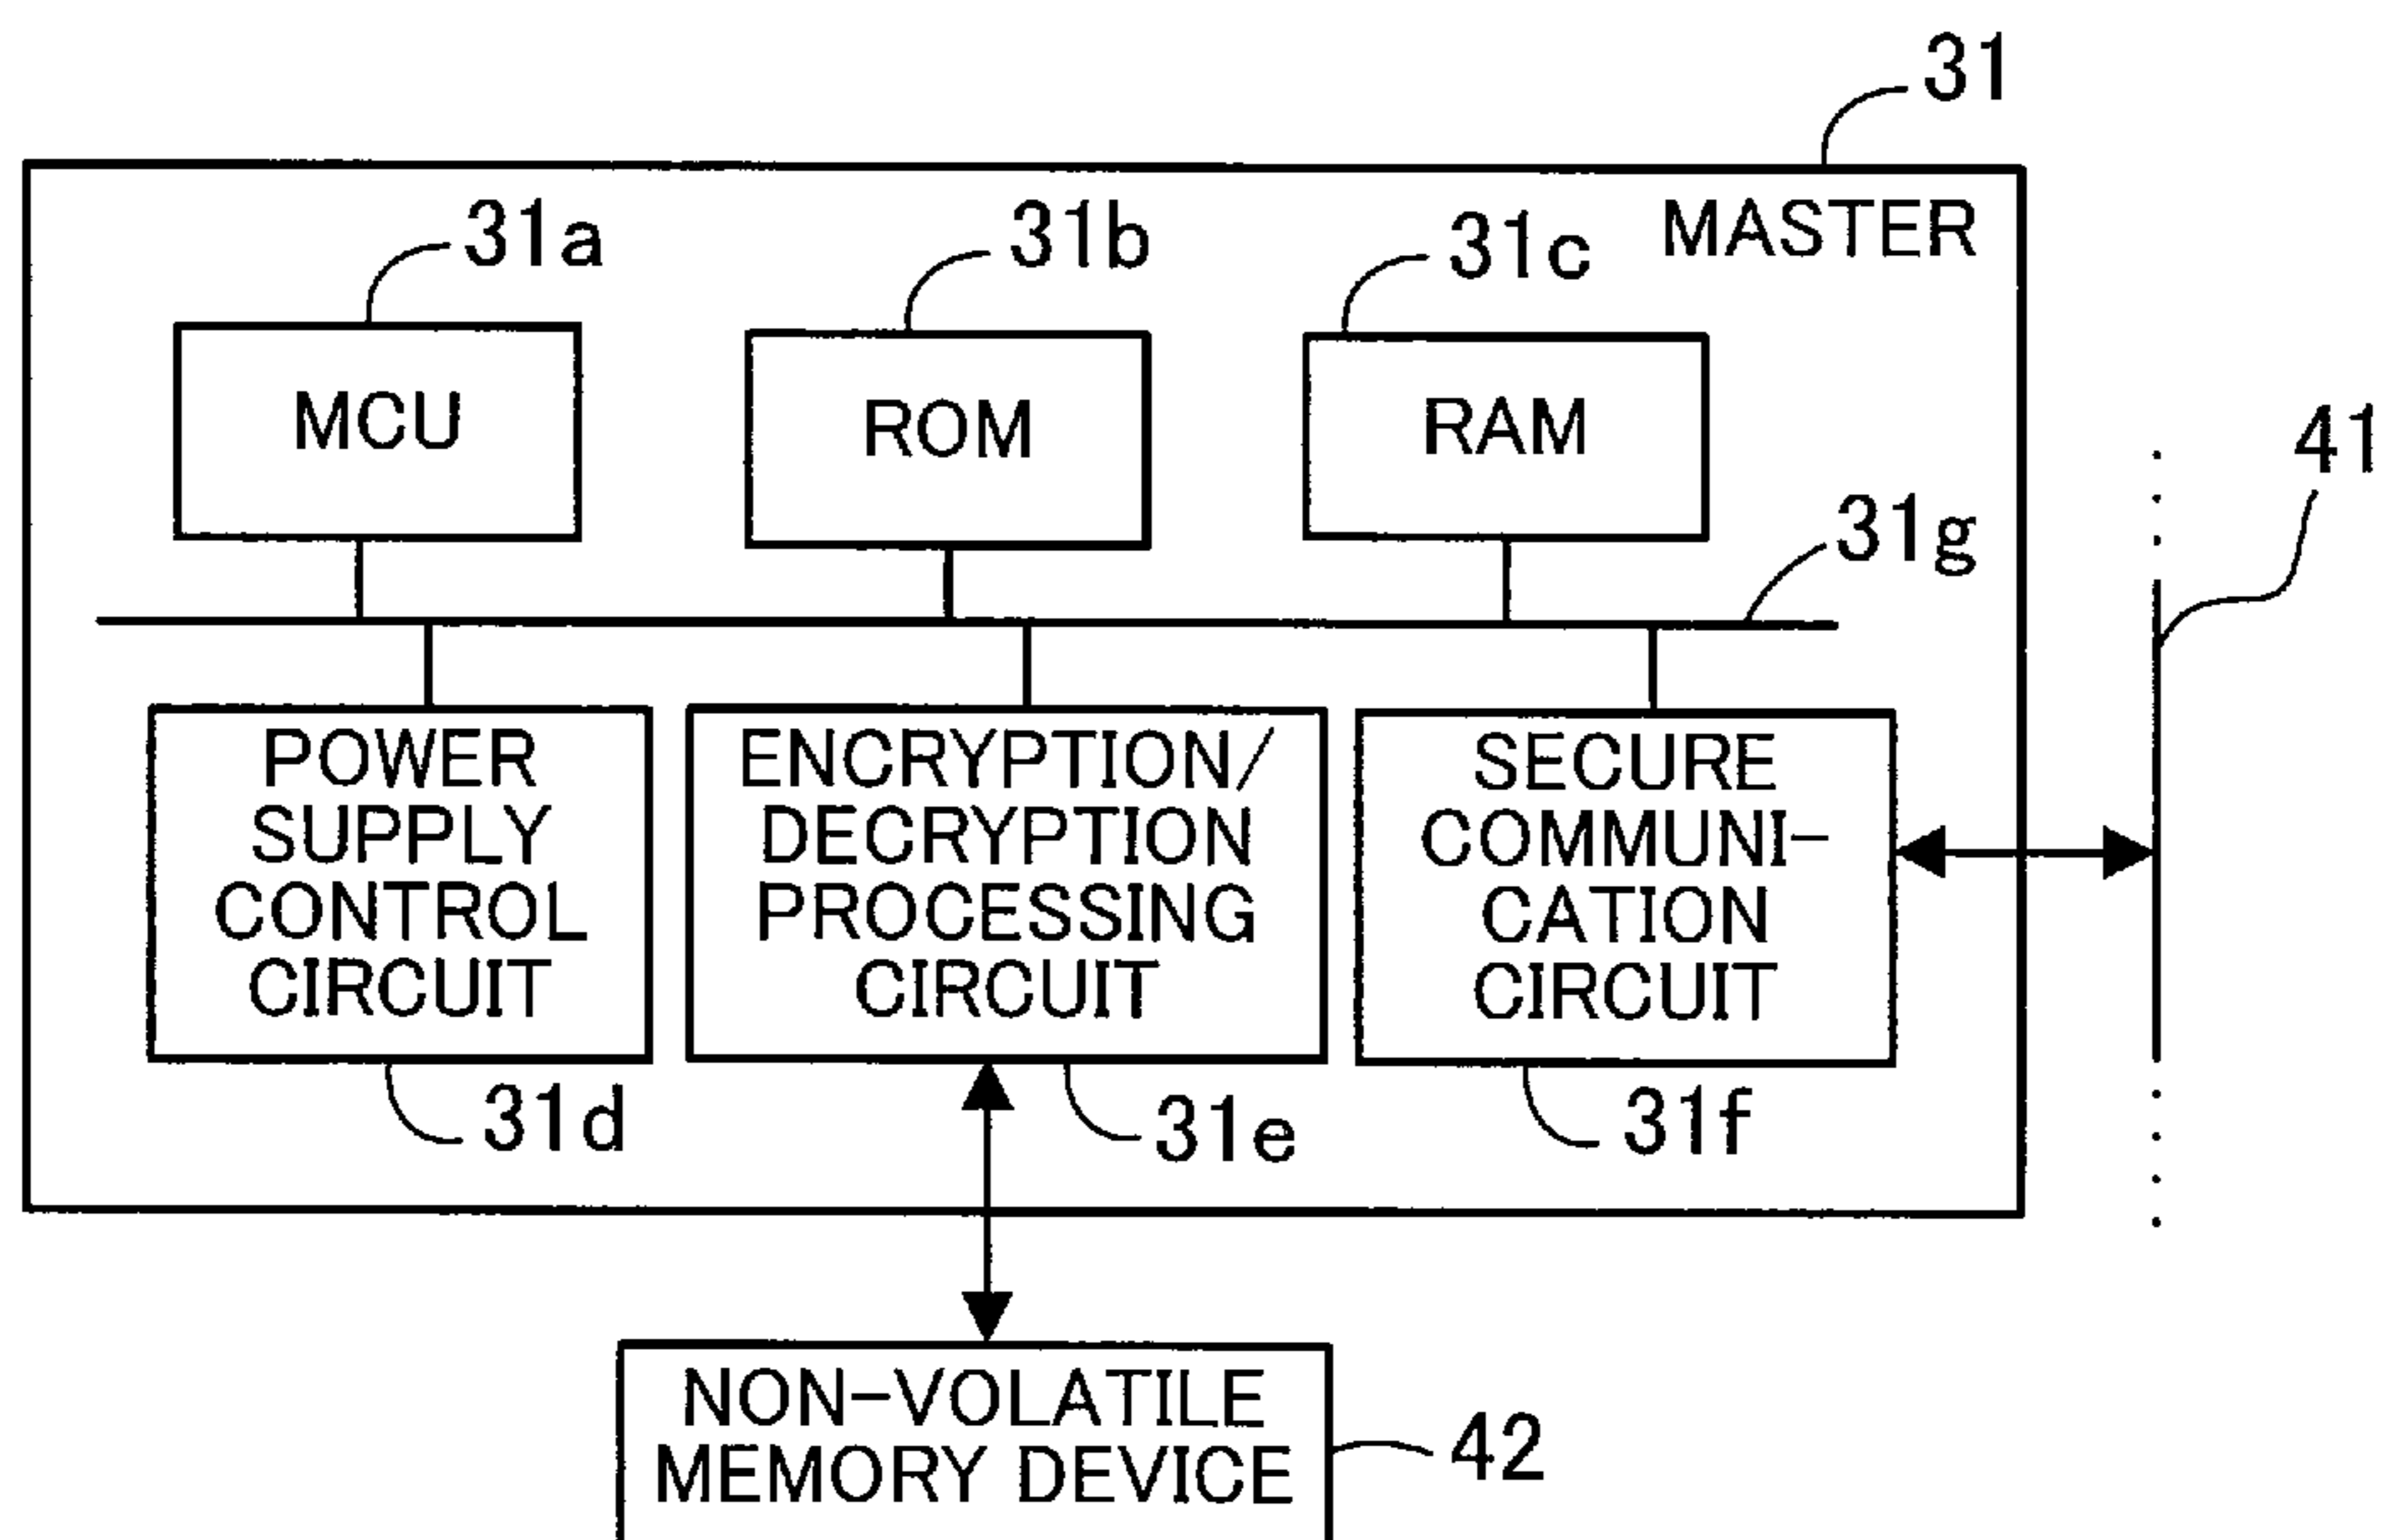 31
MASTER
31a
31b
31c
MCU
ROM
RAM
41
31g
POWER
SUPPLY
CONTROL
CIRCUIT
ENCRYPTION/
DECRYPTION
PROCESSING
CIRCUIT
SECURE
COMMUNI-
CATION
CIRCUIT
31d
31e
31f
NON-VOLATILE
MEMORY DEVICE
42